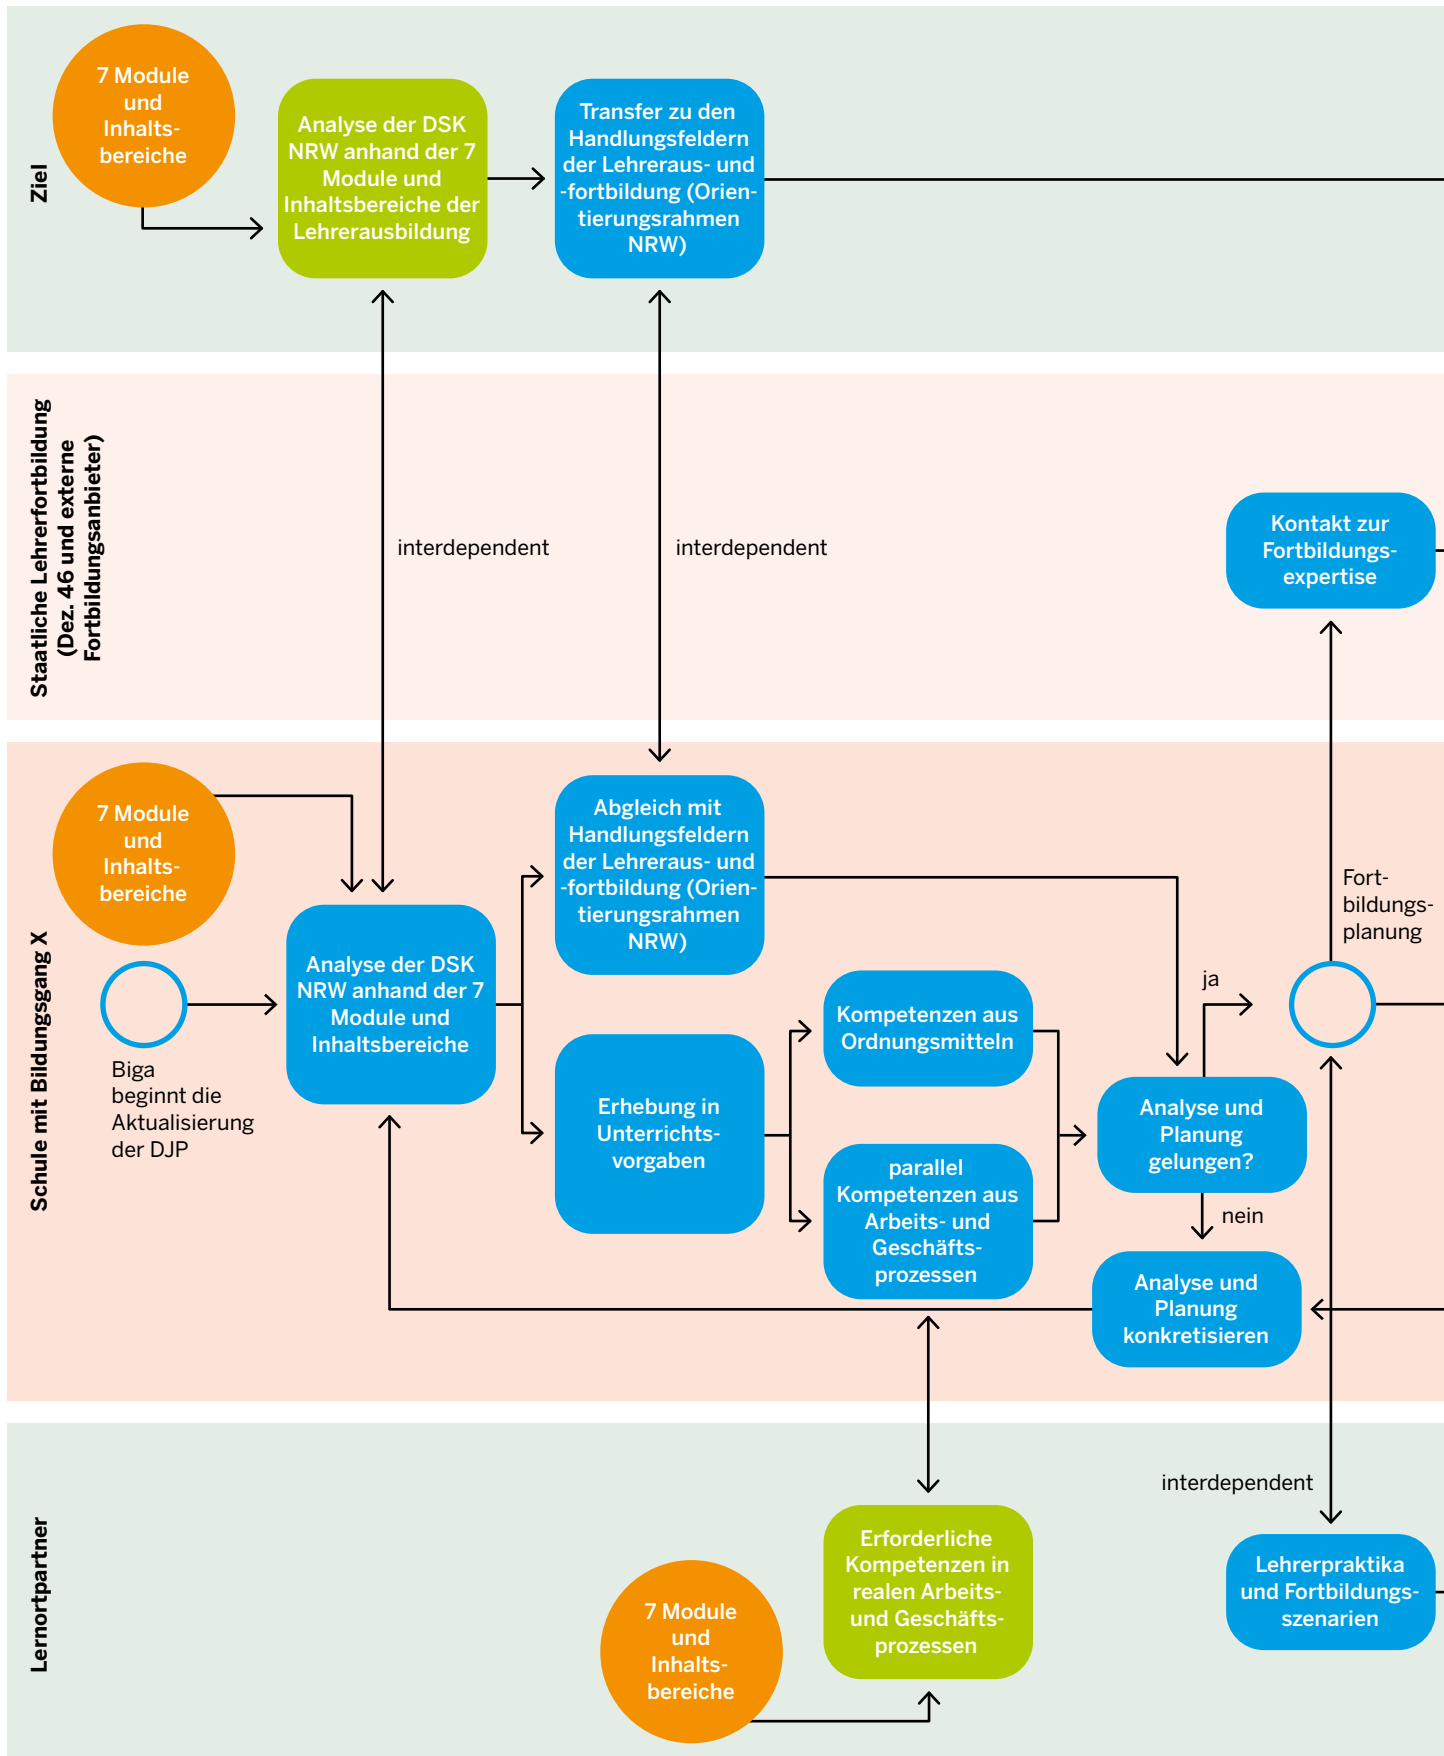 Ziel
7 Module
und
Inhalts-
bereiche
Analyse der DSK
NRW anhand der 7
Module und
Inhaltsbereiche der
Lehrerausbildung
Transfer zu den
Handlungsfeldern
der Lehreraus- und
-fortbildung (Orien-
tierungsrahmen
NRW)
Staatliche Lehrerfortbildung
(Dez. 46 und externe
Fortbildungsanbieter)
interdependent
interdependent
Kontakt zur
Fortbildungs-
expertise
Schule mit Bildungsgang X
7 Module
und
Inhalts-
bereiche
Biga
beginnt die
Aktualisierung
der DJP
Analyse der DSK
NRW anhand der 7
Module und
Inhaltsbereiche
Abgleich mit
Handlungsfeldern
der Lehreraus- und
-fortbildung (Orien-
tierungsrahmen
NRW)
Erhebung in
Unterrichts-
vorgaben
Kompetenzen aus
Ordnungsmitteln
parallel
Kompetenzen aus
Arbeits- und
Geschäfts-
prozessen
Analyse und
Planung
gelungen?
ja
nein
Analyse und
Planung
konkretisieren
Fort-
bildungs-
planung
Lernortpartner
7 Module
und
Inhalts-
bereiche
Erforderliche
Kompetenzen in
realen Arbeits-
und Geschäfts-
prozessen
interdependent
Lehrerpraktika
und Fortbildungs-
szenarien